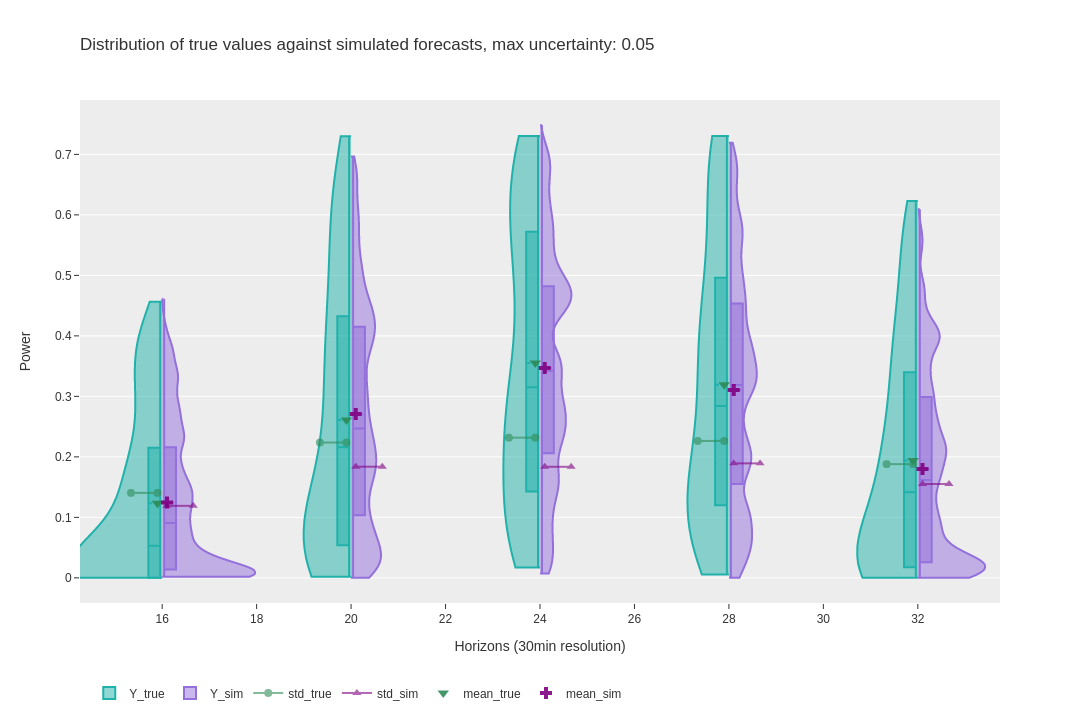 Distribution of true values against simulated forecasts, max uncertainty: 0.05
0.7
0.6
0.5
0.4
0.3
0.2
0.1
0
Power
16 18 20 22 24 26 28 30 32
Horizons (30min resolution)
Y_true Y_sim std_true std_sim mean_true mean_sim